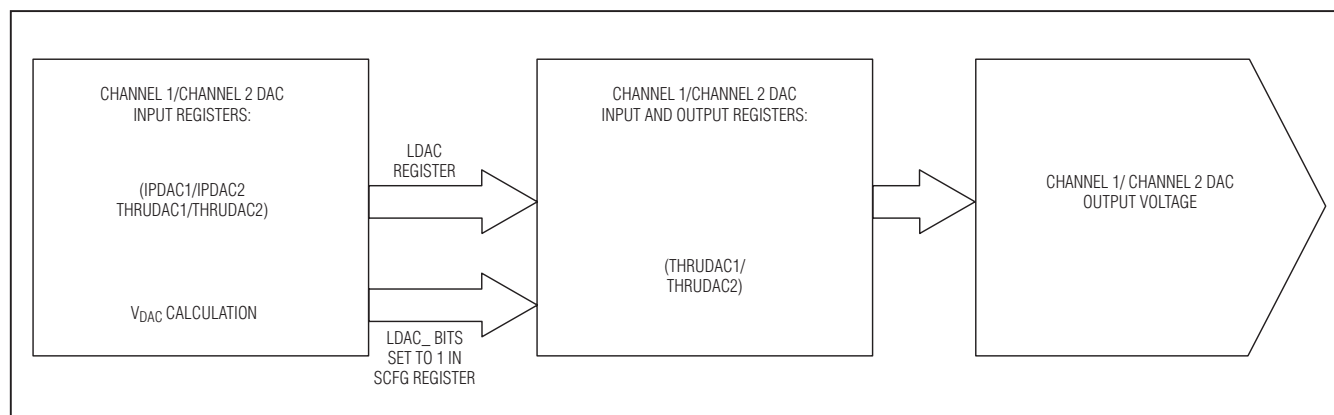 CHANNEL 1/CHANNEL 2 DAC
INPUT REGISTERS:
(IPDAC1/IPDAC2
THRUDAC1/THRUDAC2)
VDAC CALCULATION
LDAC
REGISTER
LDAC_ BITS
SET TO 1 IN
SCFG REGISTER
CHANNEL 1/CHANNEL 2 DAC
INPUT AND OUTPUT REGISTERS:
(THRUDAC1/
THRUDAC2)
CHANNEL 1/ CHANNEL 2 DAC
OUTPUT VOLTAGE